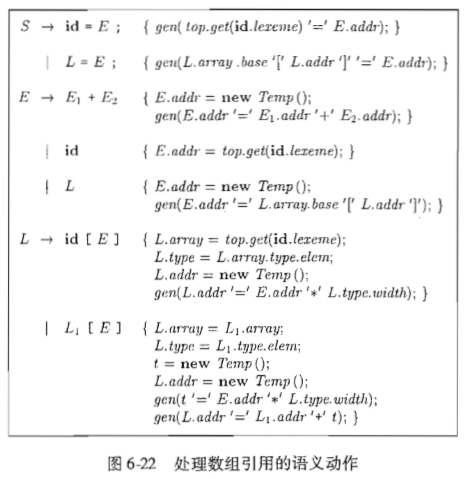 S → id = E ; { gen( top.get(id.lexeme) '=' E.addr); }
| L = E ; { gen(L.array.base '[' L.addr ']' '=' E.addr); }
E → E₁ + E₂ { E.addr = new Temp();
gen(E.addr '=' E₁.addr '+' E₂.addr); }
| id { E.addr = top.get(id.lexeme); }
| L { E.addr = new Temp();
gen(E.addr '=' L.array.base '[' L.addr ']'); }
L → id [ E ] { L.array = top.get(id.lexeme);
L.type = L.array.type.elem;
L.addr = new Temp();
gen(L.addr '=' E.addr '*' L.type.width); }
| L₁ [ E ] { L.array = L₁.array;
L.type = L₁.type.elem;
t = new Temp();
L.addr = new Temp();
gen(t '=' E.addr '*' L.type.width);
gen(L.addr '=' L₁.addr '+' t); }
图 6-22 处理数组引用的语义动作